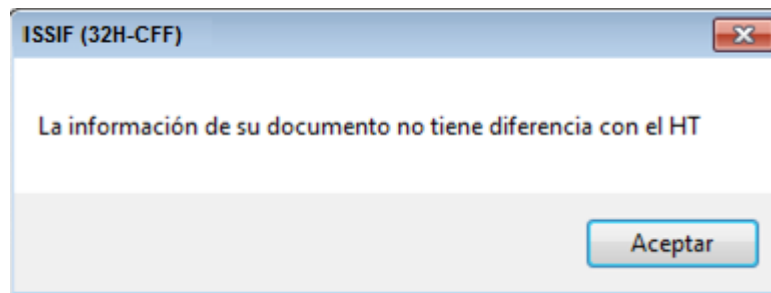 ISSIF (32H-CFF)
La información de su documento no tiene diferencia con el HT
Aceptar